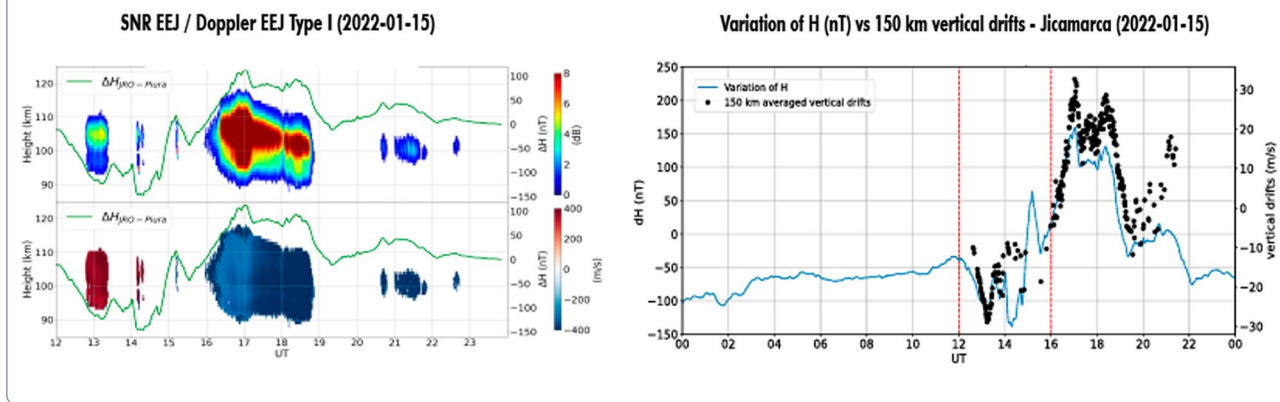 SNR EEJ / Doppler EEJ Type I (2022-01-15)
120
110
100
90
Height (km)
ΔH JRO − Piura
100
50
0
−50
−100
−150
ΔH (nT)
8
6
4
2
0
(dB)
120
110
100
90
Height (km)
ΔH JRO − Piura
100
50
0
−50
−100
−150
ΔH (nT)
400
200
0
−200
−400
(m/s)
12 13 14 15 16 17 18 19 20 21 22 23
UT
Variation of H (nT) vs 150 km vertical drifts - Jicamarca (2022-01-15)
250
200
150
100
50
0
−50
−100
−150
dH (nT)
Variation of H
150 km averaged vertical drifts
30
20
10
0
−10
−20
−30
vertical drifts (m/s)
00 02 04 06 08 10 12 14 16 18 20 22 00
UT